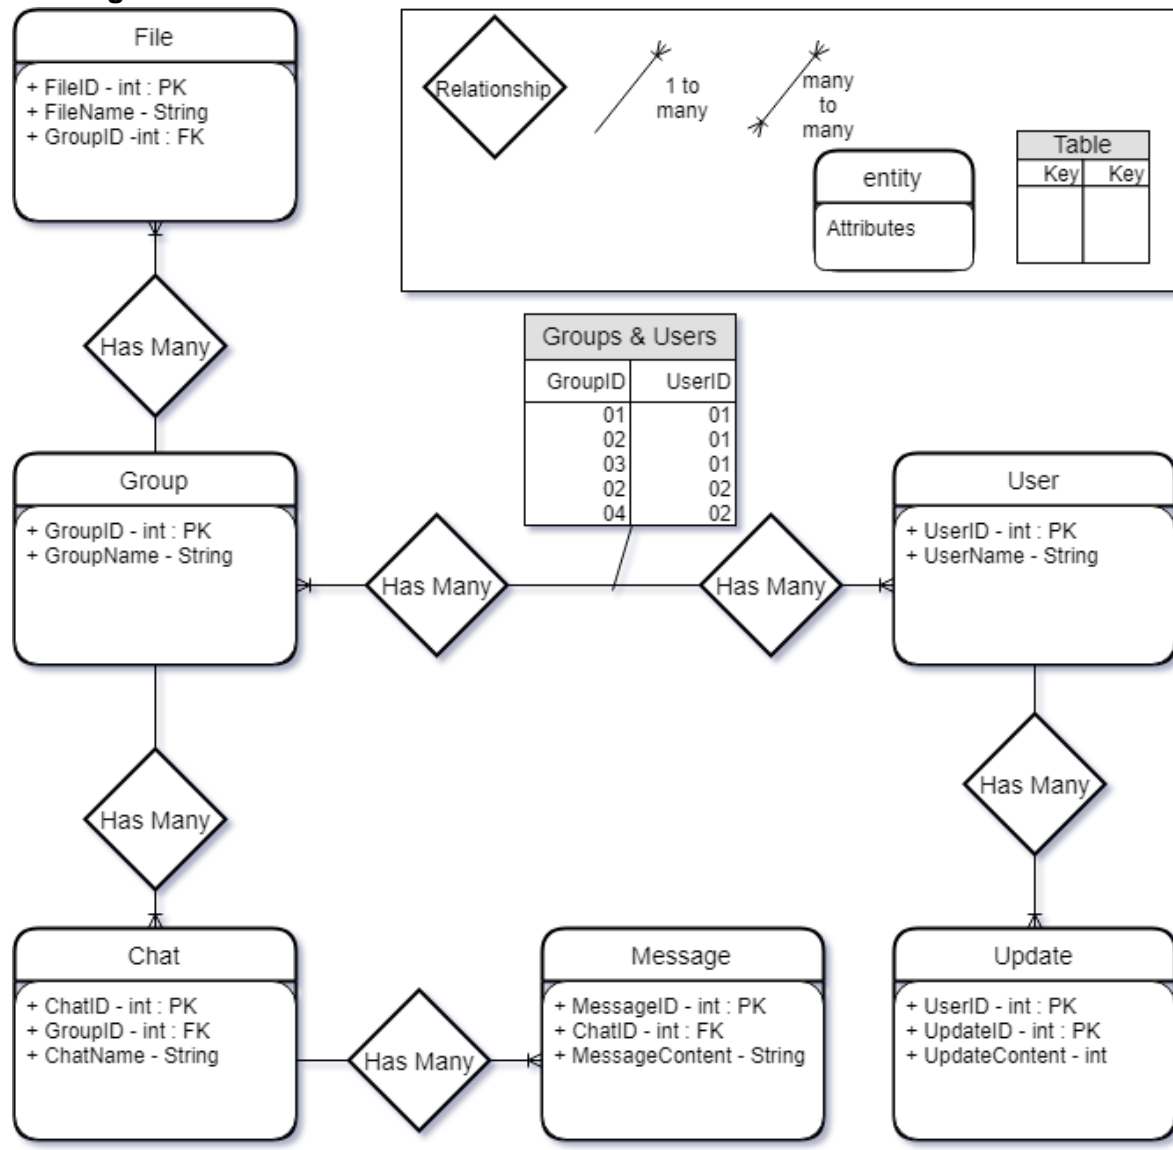 File
+ FileID - int : PK
+ FileName - String
+ GroupID -int : FK
Relationship
1 to
many
many
to
many
entity
Attributes
Table
Key Key
Has Many
Groups & Users
GroupID UserID
01 01
02 01
03 01
02 02
04 02
Group
+ GroupID - int : PK
+ GroupName - String
Has Many
Has Many
User
+ UserID - int : PK
+ UserName - String
Has Many
Has Many
Chat
+ ChatID - int : PK
+ GroupID - int : FK
+ ChatName - String
Has Many
Message
+ MessageID - int : PK
+ ChatID - int : FK
+ MessageContent - String
Update
+ UserID - int : PK
+ UpdateID - int : PK
+ UpdateContent - int